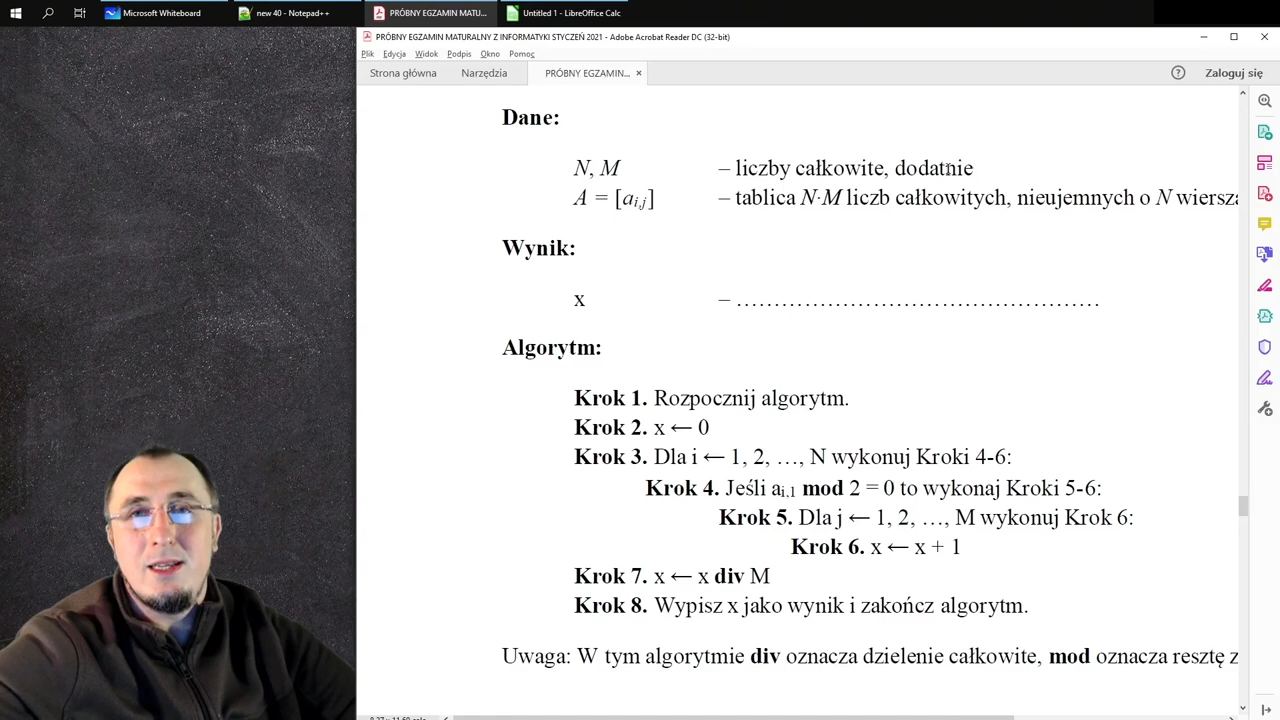 Microsoft Whiteboard
new 40 - Notepad++
PRÓBNY EGZAMIN MATU...
Untitled 1 - LibreOffice Calc
PRÓBNY EGZAMIN MATURALNY Z INFORMATYKI STYCZEŃ 2021 - Adobe Acrobat Reader DC (32-bit)
Plik Edycja Widok Podpis Okno Pomoc
Strona główna Narzędzia PRÓBNY EGZAMIN... × Zaloguj się
Dane:
N, M – liczby całkowite, dodatnie
A = [ai,j] – tablica N·M liczb całkowitych, nieujemnych o N wiersza
Wynik:
x – ................................................
Algorytm:
Krok 1. Rozpocznij algorytm.
Krok 2. x ← 0
Krok 3. Dla i ← 1, 2, …, N wykonuj Kroki 4-6:
Krok 4. Jeśli ai,1 mod 2 = 0 to wykonaj Kroki 5-6:
Krok 5. Dla j ← 1, 2, …, M wykonuj Krok 6:
Krok 6. x ← x + 1
Krok 7. x ← x div M
Krok 8. Wypisz x jako wynik i zakończ algorytm.
Uwaga: W tym algorytmie div oznacza dzielenie całkowite, mod oznacza resztę z